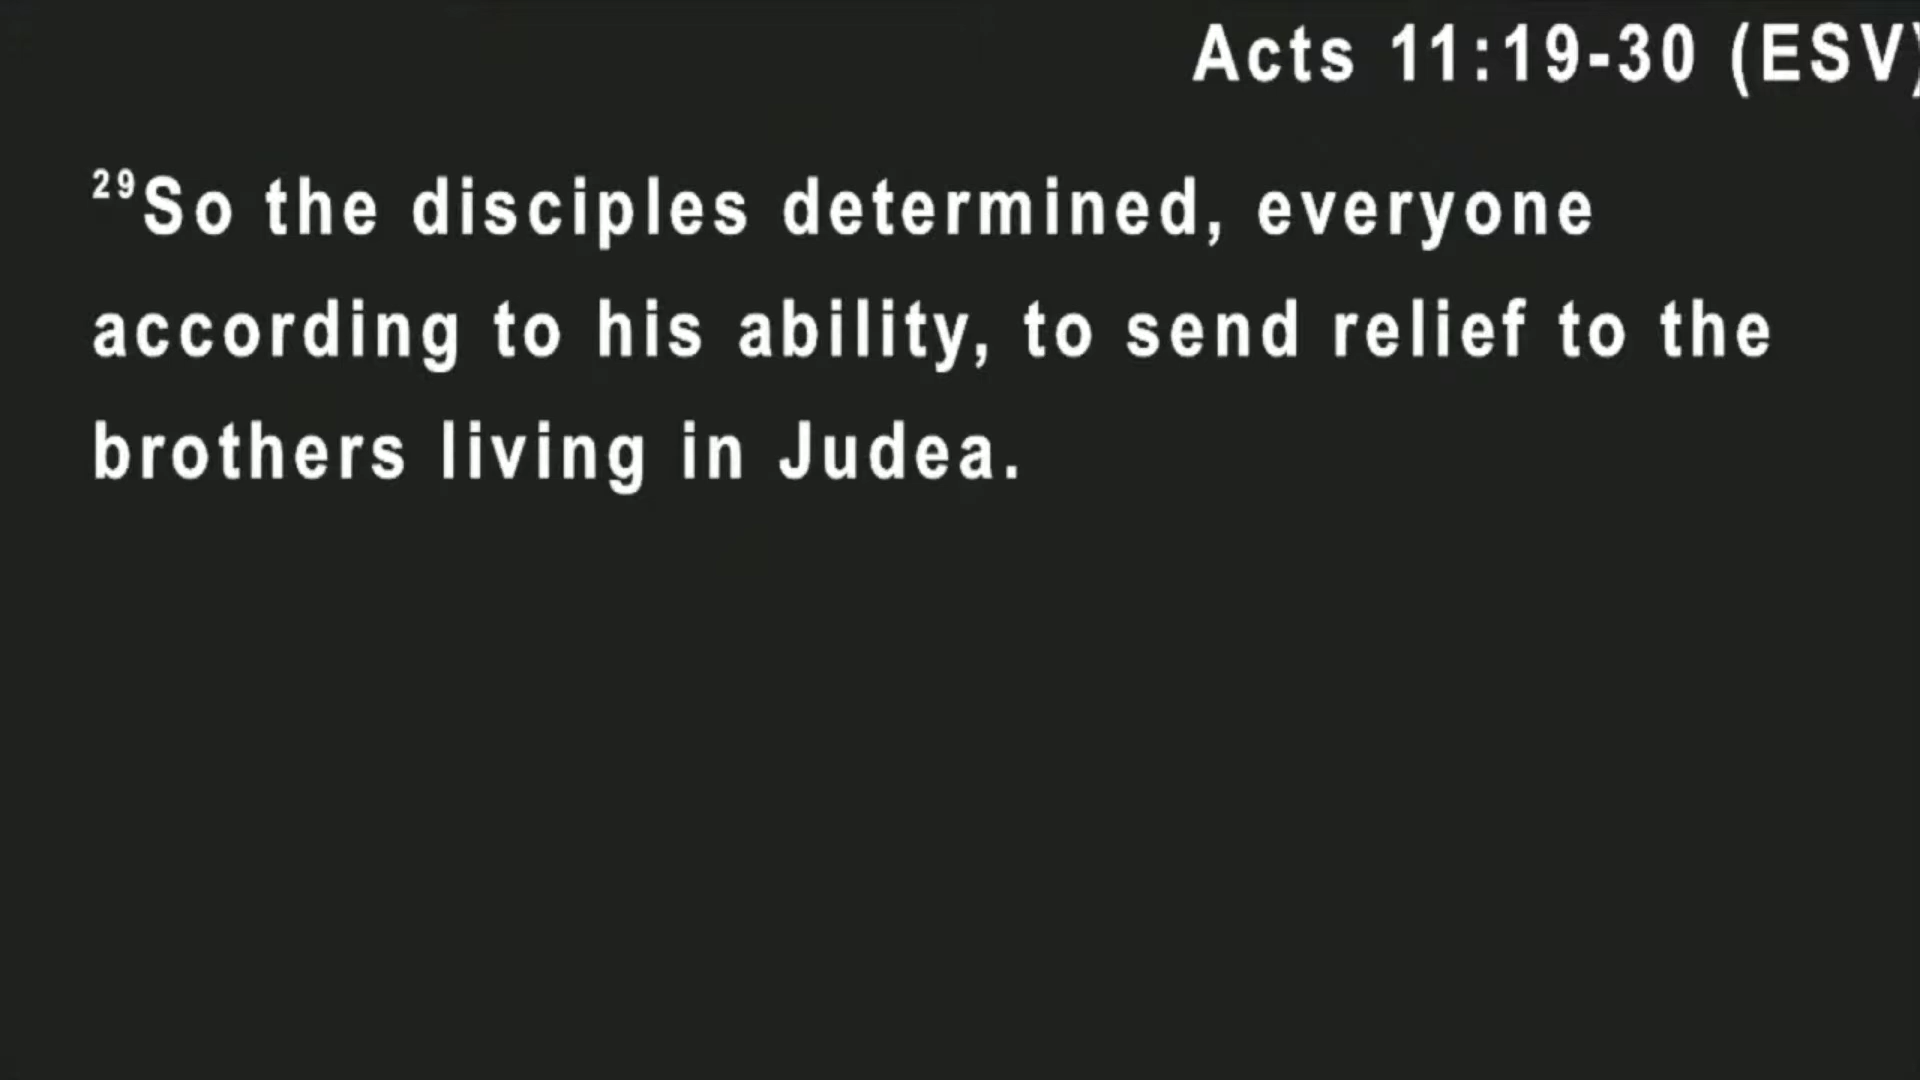 Acts 11:19-30 (ESV)
29So the disciples determined, everyone
according to his ability, to send relief to the
brothers living in Judea.